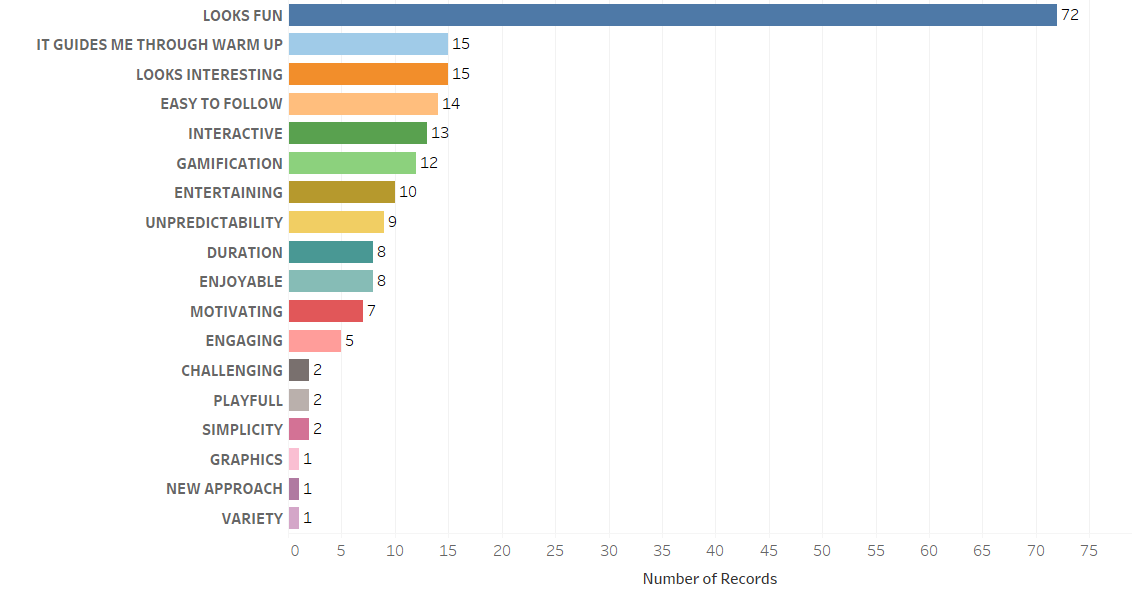 LOOKS FUN 72
IT GUIDES ME THROUGH WARM UP 15
LOOKS INTERESTING 15
EASY TO FOLLOW 14
INTERACTIVE 13
GAMIFICATION 12
ENTERTAINING 10
UNPREDICTABILITY 9
DURATION 8
ENJOYABLE 8
MOTIVATING 7
ENGAGING 5
CHALLENGING 2
PLAYFULL 2
SIMPLICITY 2
GRAPHICS 1
NEW APPROACH 1
VARIETY 1
0 5 10 15 20 25 30 35 40 45 50 55 60 65 70 75
Number of Records